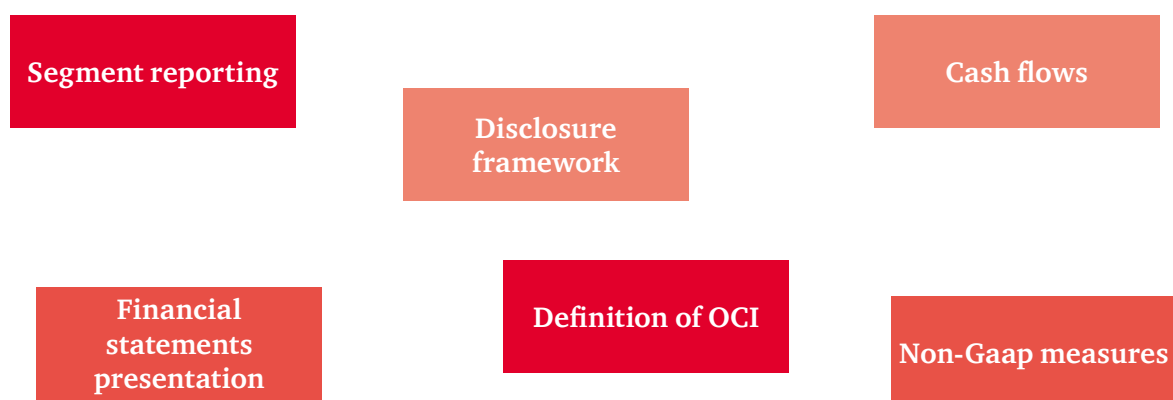 Segment reporting
Cash flows
Disclosure
framework
Definition of OCI
Financial
statements
presentation
Non-Gaap measures